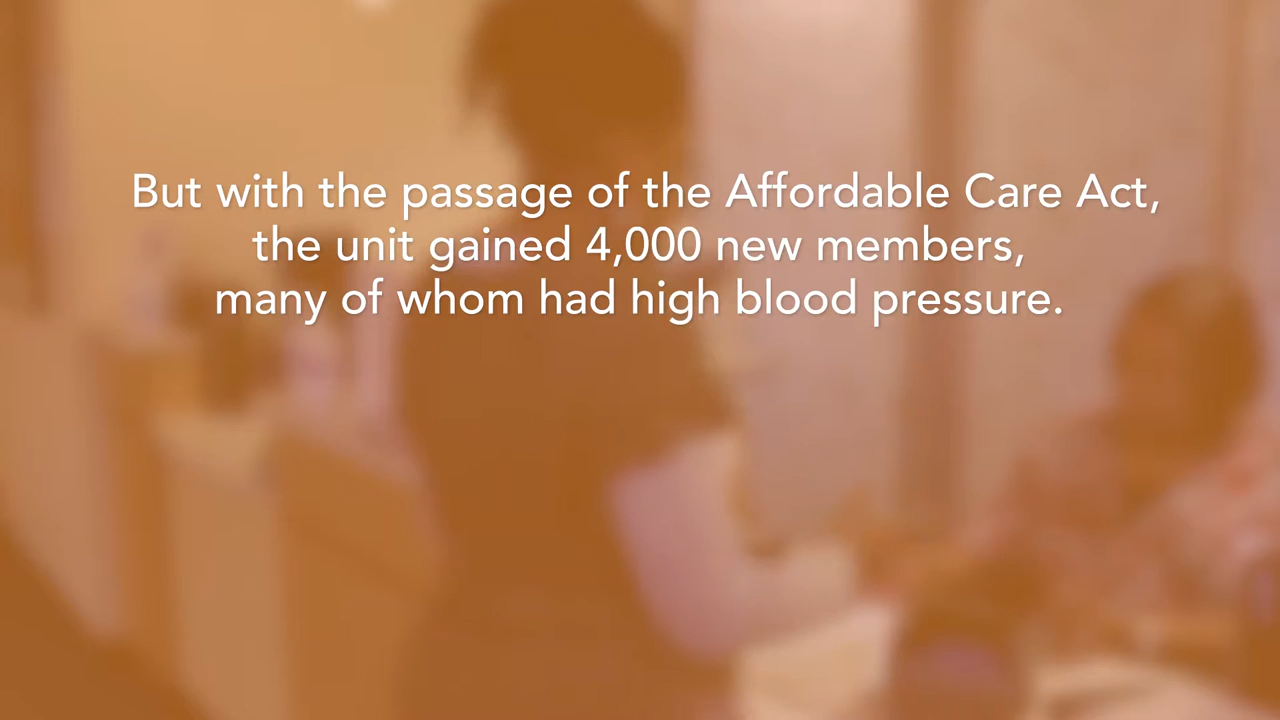 But with the passage of the Affordable Care Act,
the unit gained 4,000 new members,
many of whom had high blood pressure.